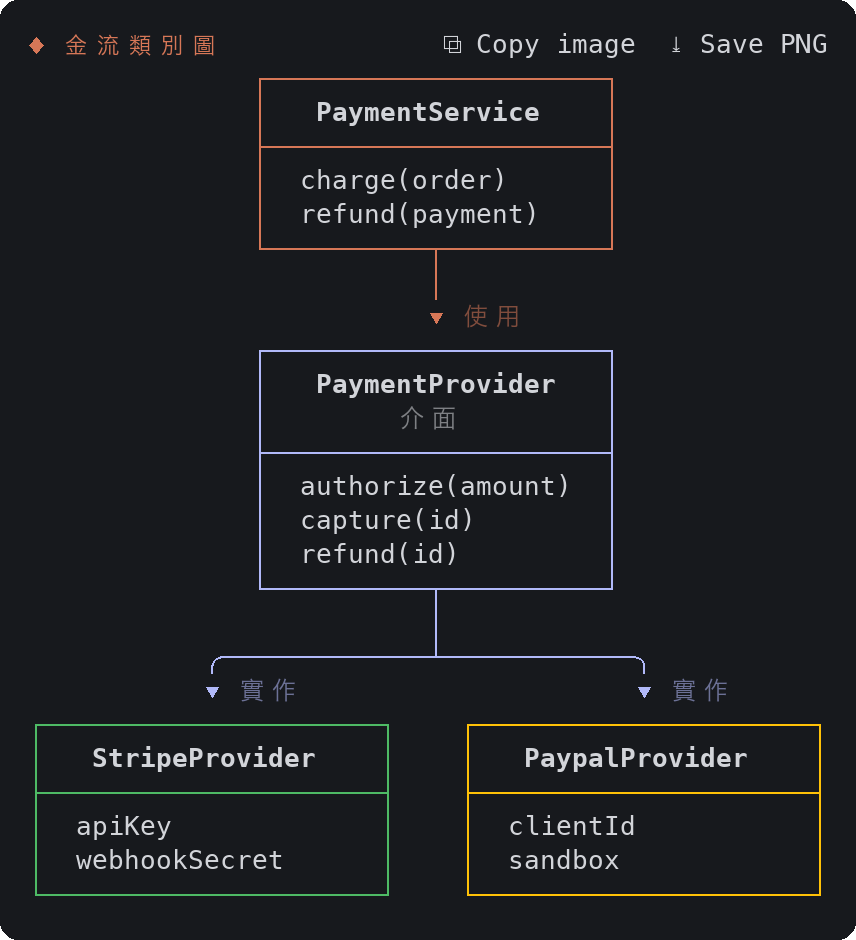 ♦ 金流類別圖 Copy image Save PNG
PaymentService
charge(order)
refund(payment)
使用
PaymentProvider
介面
authorize(amount)
capture(id)
refund(id)
實作 實作
StripeProvider PaypalProvider
apiKey clientId
webhookSecret sandbox